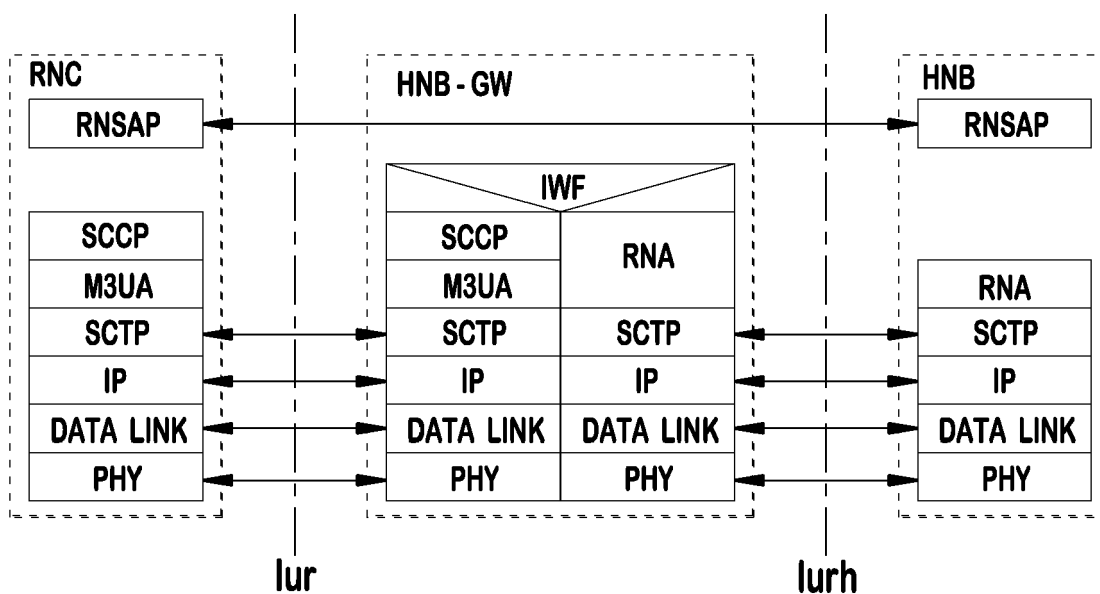 RNC
HNB - GW
HNB
RNSAP
RNSAP
IWF
SCCP
SCCP
RNA
M3UA
M3UA
RNA
SCTP
SCTP
SCTP
SCTP
IP
IP
IP
IP
DATA LINK
DATA LINK
DATA LINK
DATA LINK
PHY
PHY
PHY
PHY
Iur
Iurh